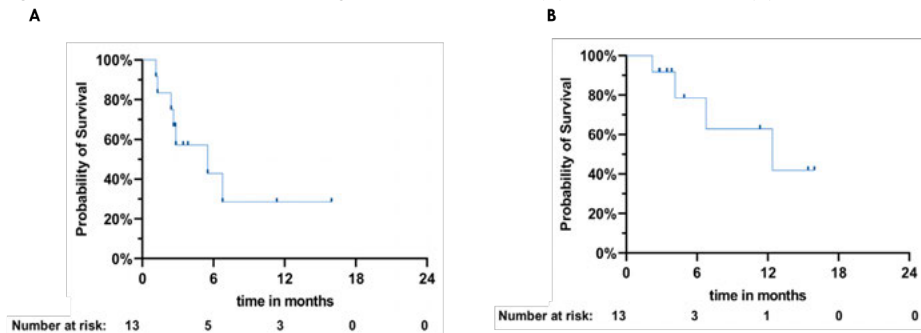 A
B
100%
80%
60%
40%
20%
0%
Probability of Survival
0 6 12 18 24
time in months
Number at risk: 13 5 3 0 0
100%
80%
60%
40%
20%
0%
Probability of Survival
0 6 12 18 24
time in months
Number at risk: 13 3 1 0 0